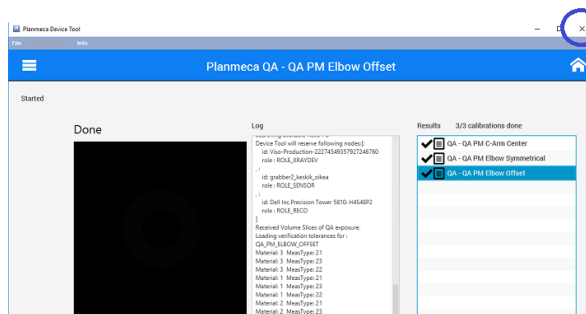 Planmeca Device Tool
File Info
Planmeca QA - QA PM Elbow Offset
Started
Done
Log
Device Tool will reserve following nodes:[
id: Viso-Production-22274549357927246760
role : ROLE_XRAYDEV
, :
id: grabber2_keskik_oikea
role : ROLE_SENSOR
, :
id: Dell Inc.Precision Tower 5810: H4S48P2
role : ROLE_RECO
]
Received Volume Slices of QA exposure.
Loading verification tolerances for :
QA_PM_ELBOW_OFFSET
Material: 3 MeasType: 21
Material: 3 MeasType: 23
Material: 3 MeasType: 22
Material: 1 MeasType: 21
Material: 1 MeasType: 23
Material: 1 MeasType: 22
Material: 2 MeasType: 21
Material: 2 MeasType: 23
Results 3/3 calibrations done
QA - QA PM C-Arm Center
QA - QA PM Elbow Symmetrical
QA - QA PM Elbow Offset